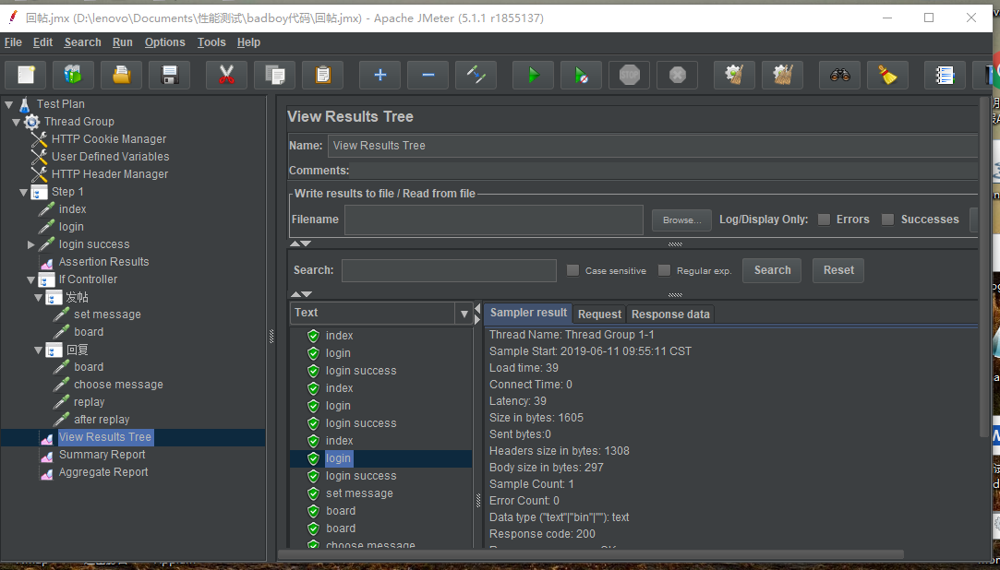 回帖.jmx (D:\lenovo\Documents\性能测试\badboy代码\回帖.jmx) - Apache JMeter (5.1.1 r1855137)
File Edit Search Run Options Tools Help
Test Plan
Thread Group
HTTP Cookie Manager
User Defined Variables
HTTP Header Manager
Step 1
index
login
login success
Assertion Results
If Controller
发帖
set message
board
回复
board
choose message
replay
after replay
View Results Tree
Summary Report
Aggregate Report
View Results Tree
Name: View Results Tree
Comments:
Write results to file / Read from file
Filename Browse... Log/Display Only: Errors Successes
Search: Case sensitive Regular exp. Search Reset
Text
index
login
login success
index
login
login success
index
login
login success
set message
board
board
choose message
Sampler result Request Response data
Thread Name: Thread Group 1-1
Sample Start: 2019-06-11 09:55:11 CST
Load time: 39
Connect Time: 0
Latency: 39
Size in bytes: 1605
Sent bytes:0
Headers size in bytes: 1308
Body size in bytes: 297
Sample Count: 1
Error Count: 0
Data type ("text"|"bin"|""): text
Response code: 200